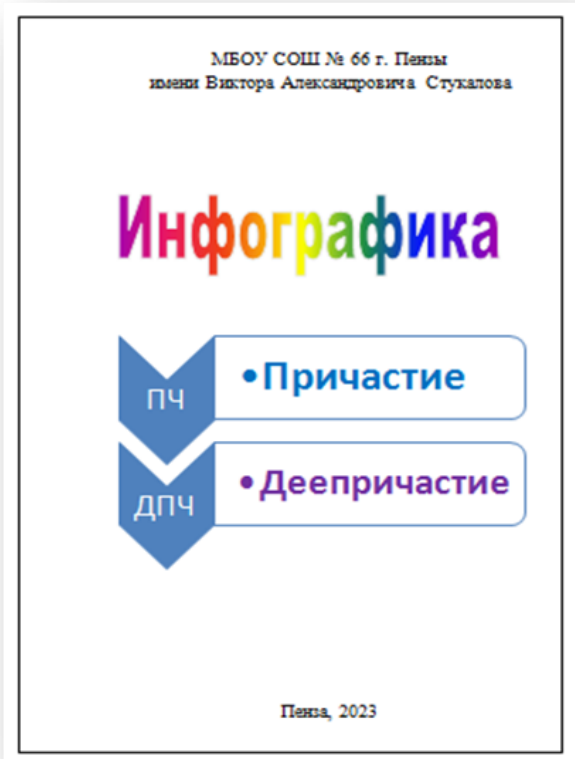 МБОУ СОШ № 66 г. Пензы
имени Виктора Александровича Стукалова
Инфографика
ПЧ
•Причастие
ДПЧ
•Деепричастие
Пенза, 2023